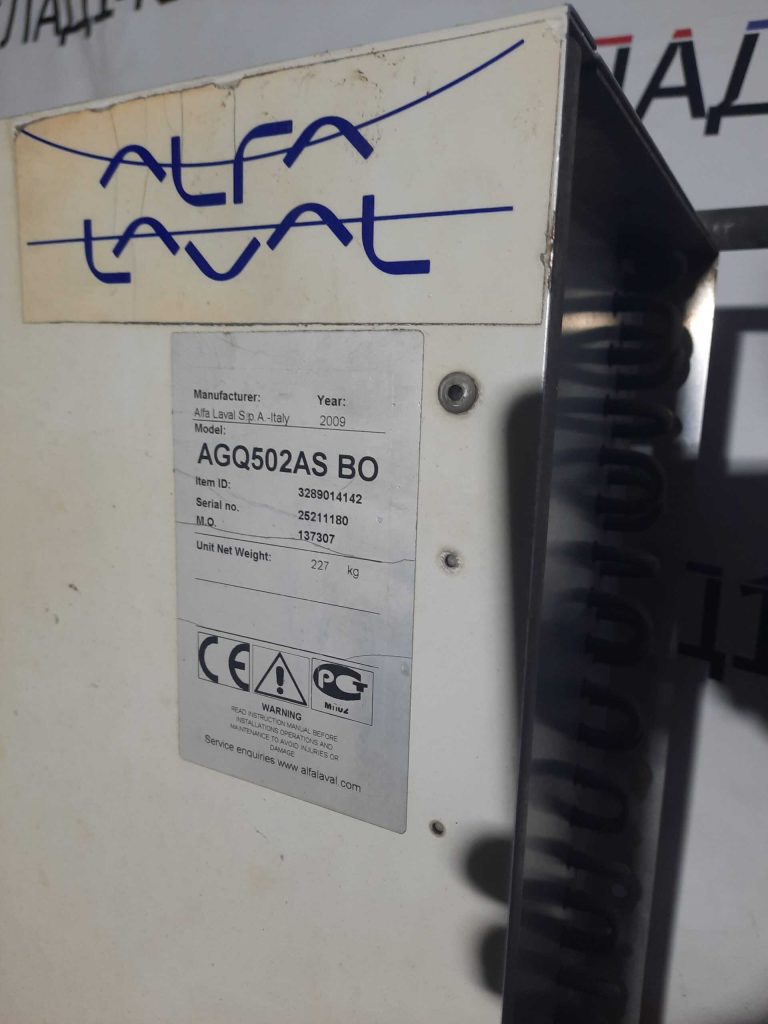 ЛАД
ALFA
LAVAL
Manufacturer: Year:
Alfa Laval S.p.A.-Italy 2009
Model:
AGQ502AS BO
Item ID: 3289014142
Serial no. 25211180
M.O. 137307
Unit Net Weight: 227 kg
CE
PCT
WARNING
READ INSTRUCTION MANUAL BEFORE
INSTALLATIONS OPERATIONS AND
MAINTENANCE TO AVOID INJURIES OR
DAMAGE
Service enquiries www.alfalaval.com